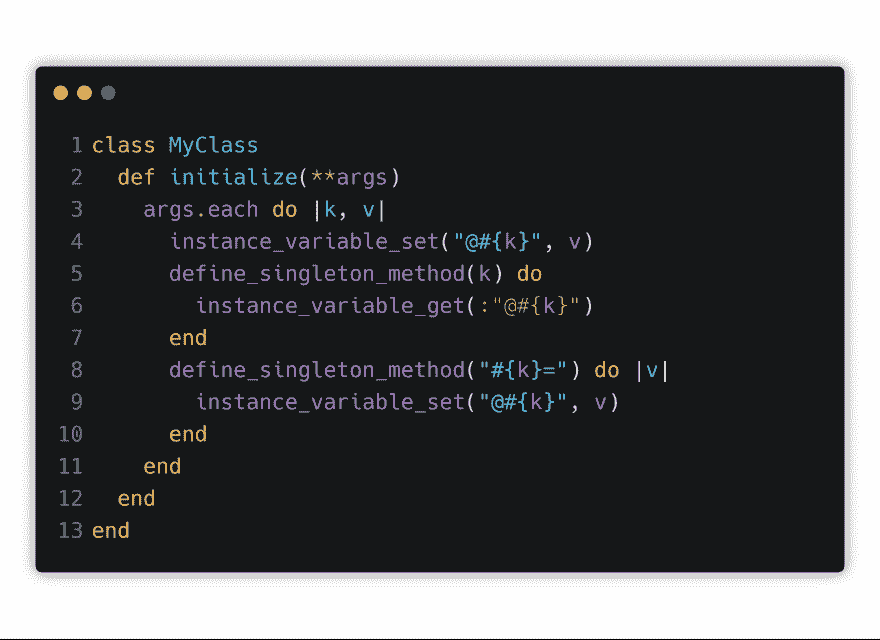 1 class MyClass
2   def initialize(**args)
3     args.each do |k, v|
4       instance_variable_set("@#{k}", v)
5       define_singleton_method(k) do
6         instance_variable_get(:"@#{k}")
7       end
8       define_singleton_method("#{k}=") do |v|
9         instance_variable_set("@#{k}", v)
10       end
11     end
12   end
13 end